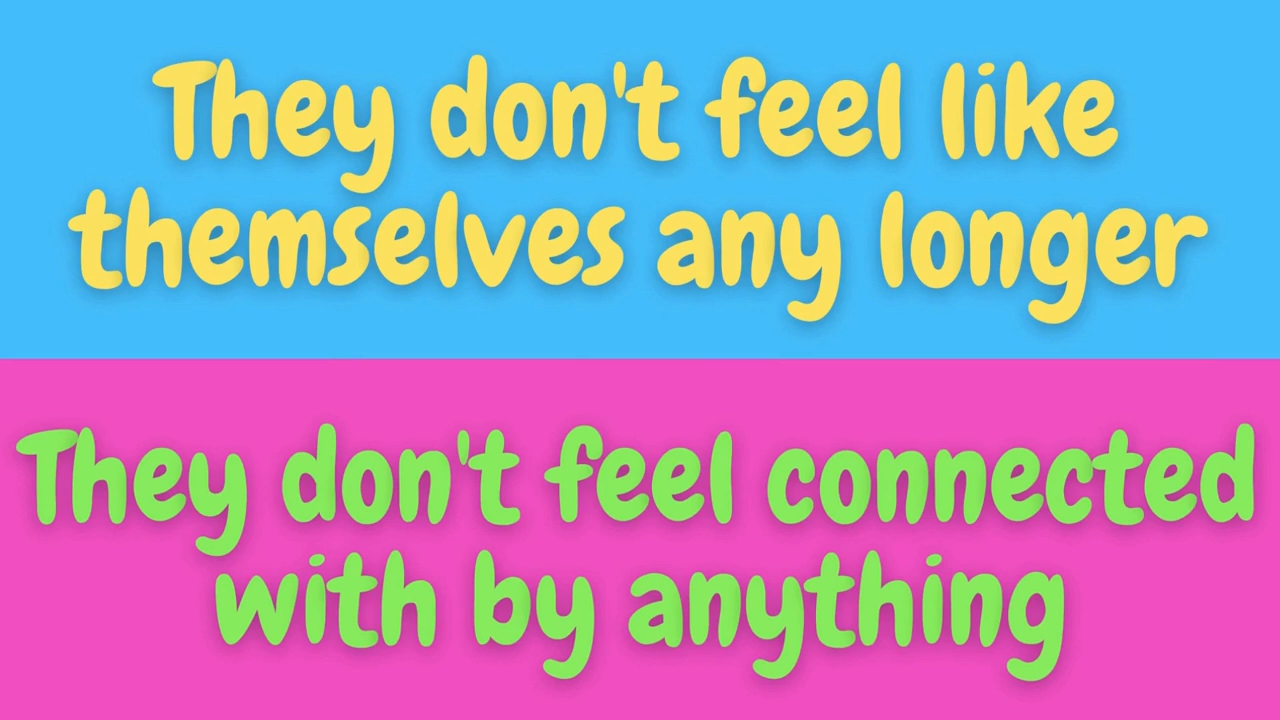 They don't feel like
themselves any longer
They don't feel connected
with by anything